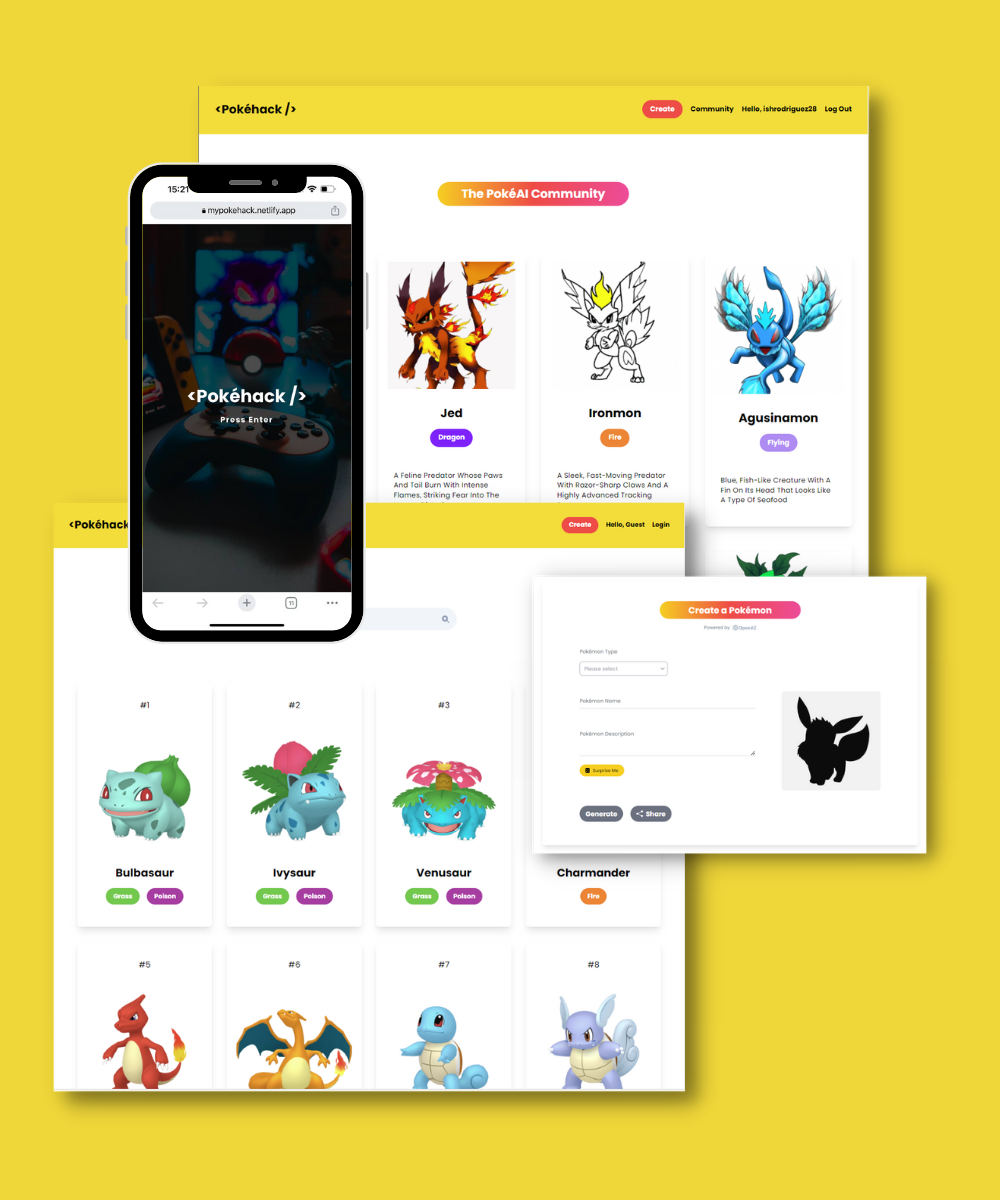 <Pokéhack />
Create
Community
Hello, ishrodriguez28
Log Out
The PokéAI Community
Jed
Dragon
A Feline Predator Whose Paws
And Tail Burn With Intense
Flames, Striking Fear Into The
Ironmon
Fire
A Sleek, Fast-Moving Predator
With Razor-Sharp Claws And A
Highly Advanced Tracking
Agusinamon
Flying
Blue, Fish-Like Creature With A
Fin On Its Head That Looks Like
A Type Of Seafood
15:21
mypokehack.netlify.app
<Pokéhack />
Press Enter
11
<Pokéhack
Create
Hello, Guest
Login
#1
Bulbasaur
Grass
Poison
#2
Ivysaur
Grass
Poison
#3
Venusaur
Grass
Poison
Charmander
Fire
#5
#6
#7
#8
Create a Pokémon
Powered by
Pokémon Type
Please select
Pokémon Name
Pokémon Description
Surprise Me
Generate
Share